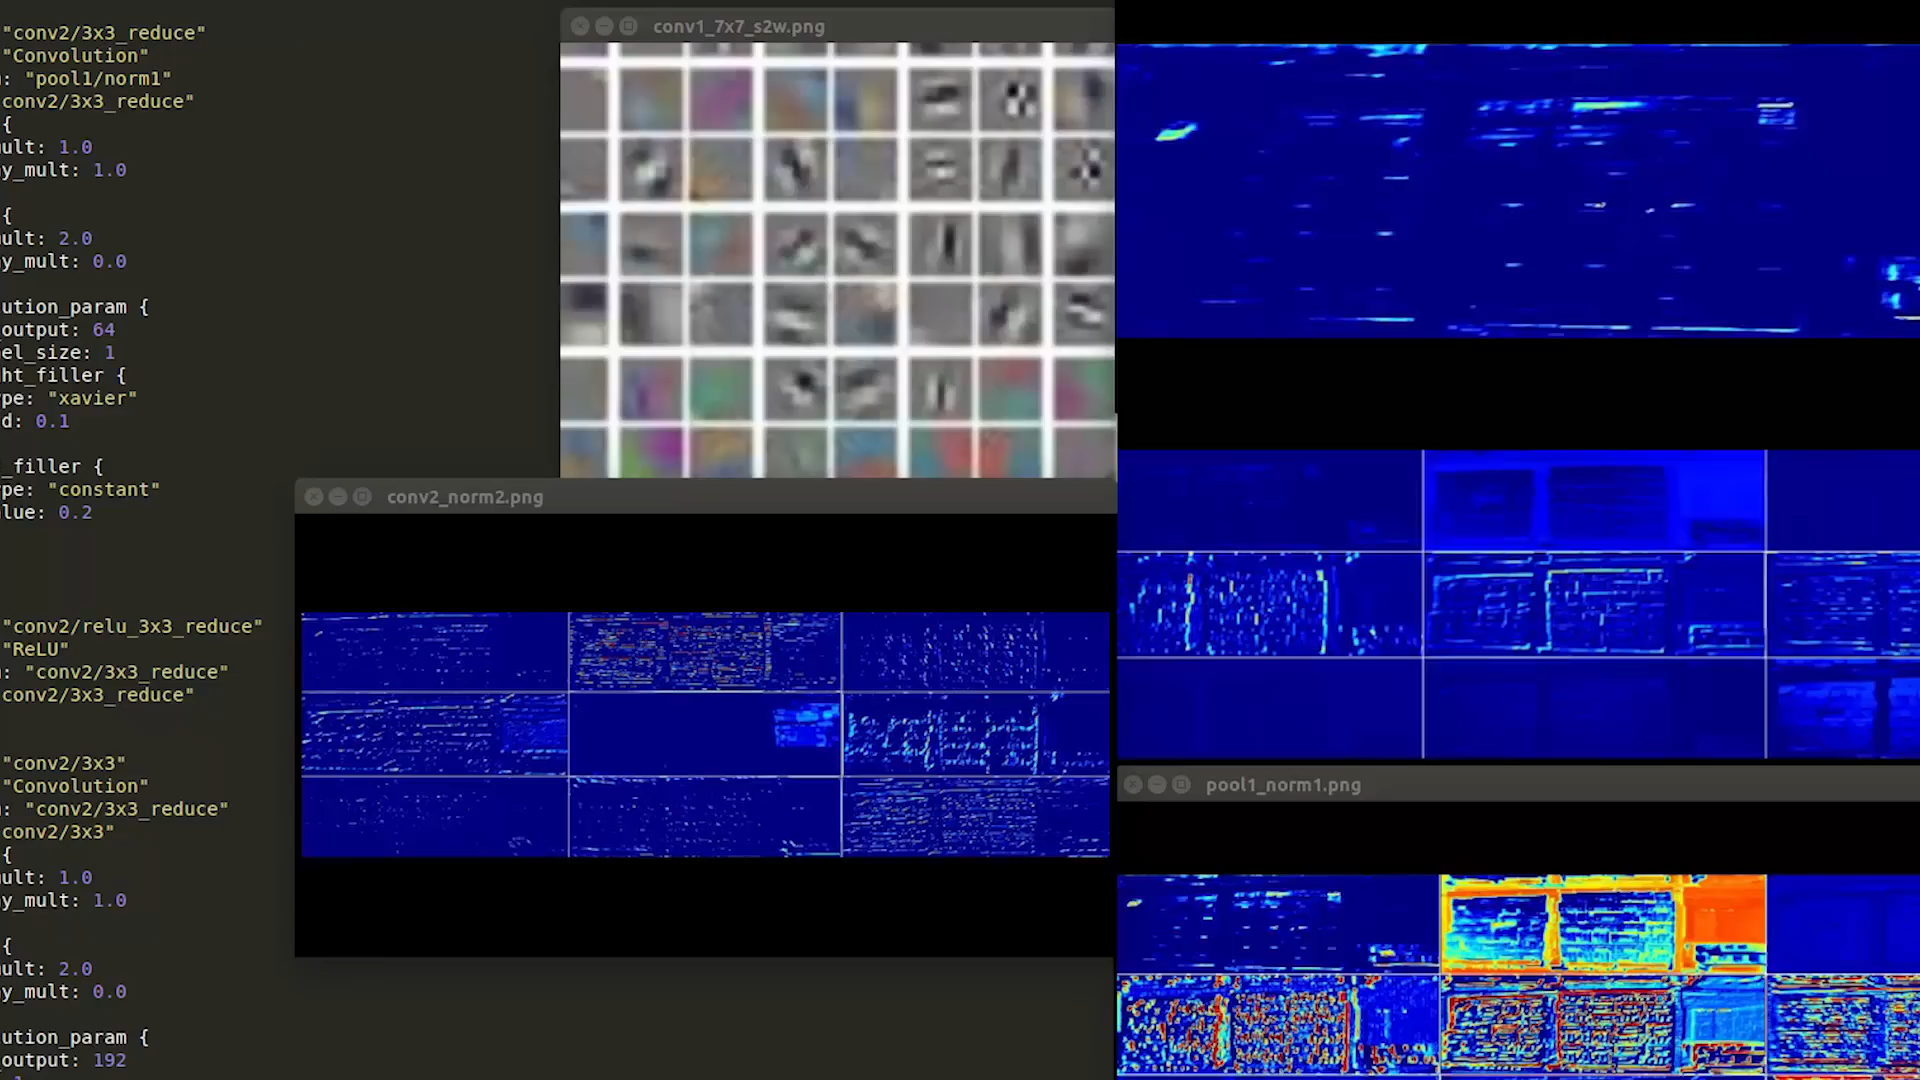 "conv2/3x3_reduce"
"Convolution"
: "pool1/norm1"
conv2/3x3_reduce"
{
ult: 1.0
y_mult: 1.0
{
ult: 2.0
y_mult: 0.0
ution_param {
output: 64
el_size: 1
ht_filler {
pe: "xavier"
d: 0.1
_filler {
pe: "constant"
lue: 0.2
"conv2/relu_3x3_reduce"
"ReLU"
: "conv2/3x3_reduce"
conv2/3x3_reduce"
"conv2/3x3"
"Convolution"
: "conv2/3x3_reduce"
conv2/3x3"
{
ult: 1.0
y_mult: 1.0
{
ult: 2.0
y_mult: 0.0
ution_param {
output: 192
conv1_7x7_s2w.png
conv2_norm2.png
pool1_norm1.png